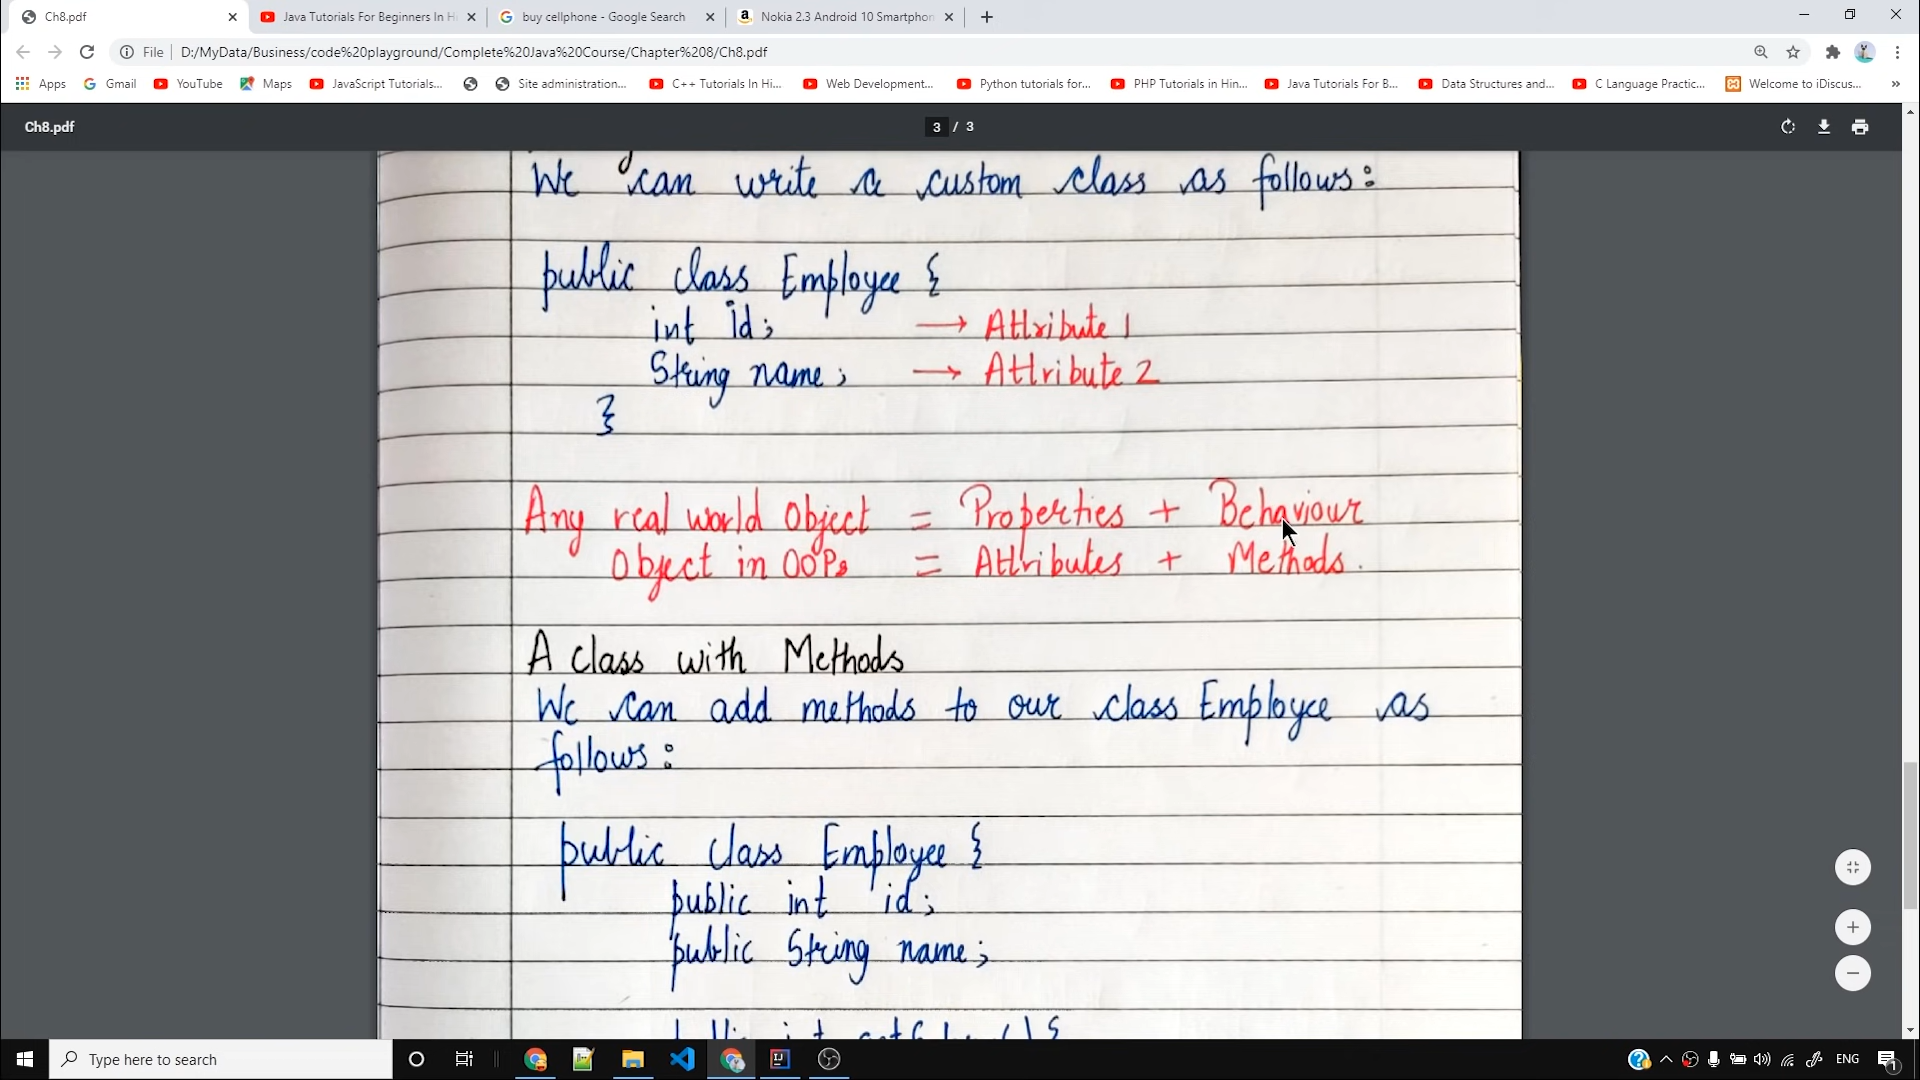 Ch8.pdf
Java Tutorials For Beginners In Hi
buy cellphone - Google Search
Nokia 2.3 Android 10 Smartphon
File
D:/MyData/Business/code%20playground/Complete%20Java%20Course/Chapter%208/Ch8.pdf
Apps
Gmail
YouTube
Maps
JavaScript Tutorials...
Site administration...
C++ Tutorials In Hi...
Web Development...
Python tutorials for...
PHP Tutorials in Hin...
Java Tutorials For B...
Data Structures and...
C Language Practic...
Welcome to iDiscus...
»
Ch8.pdf
3 / 3
We can write a custom class as follows:
public class Employee {
int id; → Attribute 1
String name; → Attribute 2
}
Any real world Object = Properties + Behaviour
Object in OOPs = Attributes + Methods.
A class with Methods
We can add methods to our class Employee as
follows:
public class Employee {
public int id;
public String name;
Type here to search
ENG
1